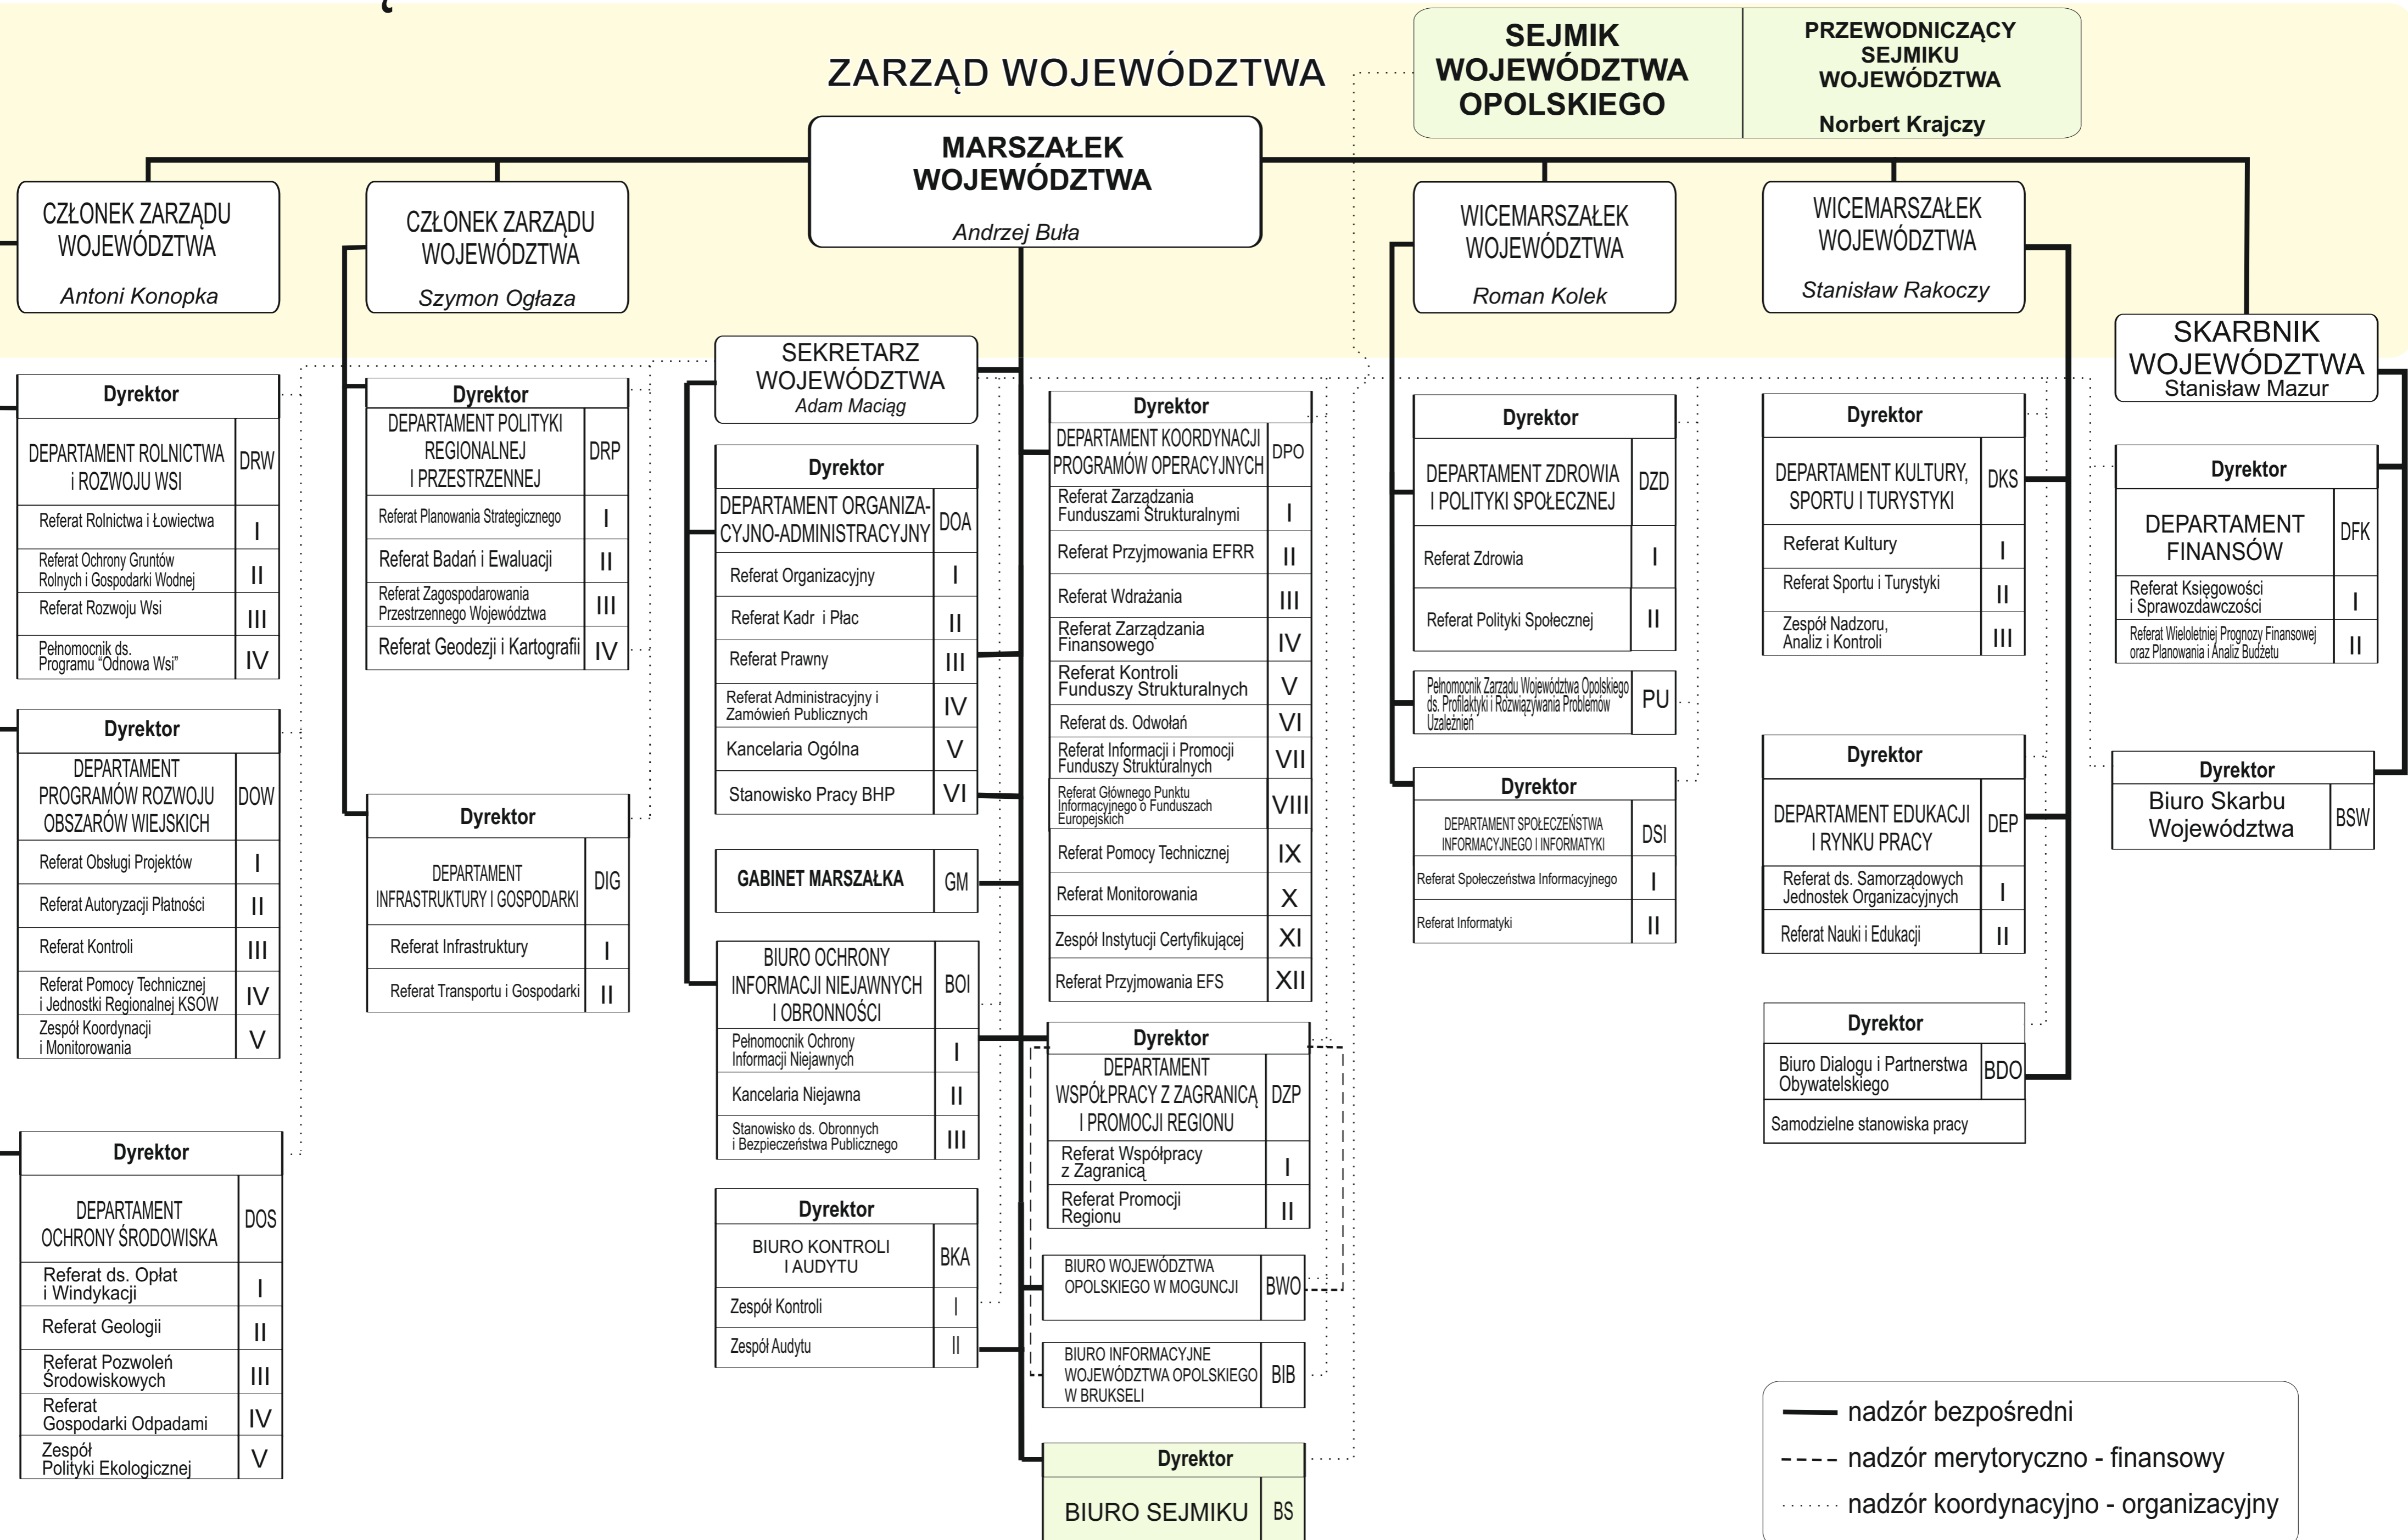 ZARZĄD WOJEWÓDZTWA
SEJMIK
WOJEWÓDZTWA
OPOLSKIEGO
PRZEWODNICZĄCY
SEJMIKU
WOJEWÓDZTWA
Norbert Krajczy
MARSZAŁEK
WOJEWÓDZTWA
Andrzej Buła
CZŁONEK ZARZĄDU
WOJEWÓDZTWA
Antoni Konopka
CZŁONEK ZARZĄDU
WOJEWÓDZTWA
Szymon Ogłaza
WICEMARSZAŁEK
WOJEWÓDZTWA
Roman Kolek
WICEMARSZAŁEK
WOJEWÓDZTWA
Stanisław Rakoczy
SKARBNIK
WOJEWÓDZTWA
Stanisław Mazur
SEKRETARZ
WOJEWÓDZTWA
Adam Maciąg
Dyrektor
DEPARTAMENT ROLNICTWA
i ROZWOJU WSI
DRW
Referat Rolnictwa i Łowiectwa
I
Referat Ochrony Gruntów
Rolnych i Gospodarki Wodnej
II
Referat Rozwoju Wsi
III
Pełnomocnik ds.
Programu "Odnowa Wsi"
IV
Dyrektor
DEPARTAMENT
PROGRAMÓW ROZWOJU
OBSZARÓW WIEJSKICH
DOW
Referat Obsługi Projektów
I
Referat Autoryzacji Płatności
II
Referat Kontroli
III
Referat Pomocy Technicznej
i Jednostki Regionalnej KSOW
IV
Zespół Koordynacji
i Monitorowania
V
Dyrektor
DEPARTAMENT
OCHRONY ŚRODOWISKA
DOS
Referat ds. Opłat
i Windykacji
I
Referat Geologii
II
Referat Pozwoleń
Środowiskowych
III
Referat
Gospodarki Odpadami
IV
Zespół
Polityki Ekologicznej
V
Dyrektor
DEPARTAMENT POLITYKI
REGIONALNEJ
I PRZESTRZENNEJ
DRP
Referat Planowania Strategicznego
I
Referat Badań i Ewaluacji
II
Referat Zagospodarowania
Przestrzennego Województwa
III
Referat Geodezji i Kartografii
IV
Dyrektor
DEPARTAMENT
INFRASTRUKTURY I GOSPODARKI
DIG
Referat Infrastruktury
I
Referat Transportu i Gospodarki
II
Dyrektor
DEPARTAMENT ORGANIZA-
CYJNO-ADMINISTRACYJNY
DOA
Referat Organizacyjny
I
Referat Kadr i Płac
II
Referat Prawny
III
Referat Administracyjny i
Zamówień Publicznych
IV
Kancelaria Ogólna
V
Stanowisko Pracy BHP
VI
GABINET MARSZAŁKA
GM
BIURO OCHRONY
INFORMACJI NIEJAWNYCH
I OBRONNOŚCI
BOI
Pełnomocnik Ochrony
Informacji Niejawnych
I
Kancelaria Niejawna
II
Stanowisko ds. Obronnych
i Bezpieczeństwa Publicznego
III
Dyrektor
BIURO KONTROLI
I AUDYTU
BKA
Zespół Kontroli
I
Zespół Audytu
II
Dyrektor
DEPARTAMENT KOORDYNACJI
PROGRAMÓW OPERACYJNYCH
DPO
Referat Zarządzania
Funduszami Strukturalnymi
I
Referat Przyjmowania EFRR
II
Referat Wdrażania
III
Referat Zarządzania
Finansowego
IV
Referat Kontroli
Funduszy Strukturalnych
V
Referat ds. Odwołań
VI
Referat Informacji i Promocji
Funduszy Strukturalnych
VII
Referat Głównego Punktu
Informacyjnego o Funduszach
Europejskich
VIII
Referat Pomocy Technicznej
IX
Referat Monitorowania
X
Zespół Instytucji Certyfikującej
XI
Referat Przyjmowania EFS
XII
Dyrektor
DEPARTAMENT
WSPÓŁPRACY Z ZAGRANICĄ
I PROMOCJI REGIONU
DZP
Referat Współpracy
z Zagranicą
I
Referat Promocji
Regionu
II
BIURO WOJEWÓDZTWA
OPOLSKIEGO W MOGUNCJI
BWO
BIURO INFORMACYJNE
WOJEWÓDZTWA OPOLSKIEGO
W BRUKSELI
BIB
Dyrektor
BIURO SEJMIKU
BS
Dyrektor
DEPARTAMENT ZDROWIA
I POLITYKI SPOŁECZNEJ
DZD
Referat Zdrowia
I
Referat Polityki Społecznej
II
Pełnomocnik Zarządu Województwa Opolskiego
ds. Profilaktyki i Rozwiązywania Problemów
Uzależnień
PU
Dyrektor
DEPARTAMENT SPOŁECZEŃSTWA
INFORMACYJNEGO I INFORMATYKI
DSI
Referat Społeczeństwa Informacyjnego
I
Referat Informatyki
II
Dyrektor
DEPARTAMENT KULTURY,
SPORTU I TURYSTYKI
DKS
Referat Kultury
I
Referat Sportu i Turystyki
II
Zespół Nadzoru,
Analiz i Kontroli
III
Dyrektor
DEPARTAMENT EDUKACJI
I RYNKU PRACY
DEP
Referat ds. Samorządowych
Jednostek Organizacyjnych
I
Referat Nauki i Edukacji
II
Dyrektor
Biuro Dialogu i Partnerstwa
Obywatelskiego
BDO
Samodzielne stanowiska pracy
Dyrektor
DEPARTAMENT
FINANSÓW
DFK
Referat Księgowości
i Sprawozdawczości
I
Referat Wieloletniej Prognozy Finansowej
oraz Planowania i Analiz Budżetu
II
Dyrektor
Biuro Skarbu
Województwa
BSW
nadzór bezpośredni
nadzór merytoryczno - finansowy
nadzór koordynacyjno - organizacyjny